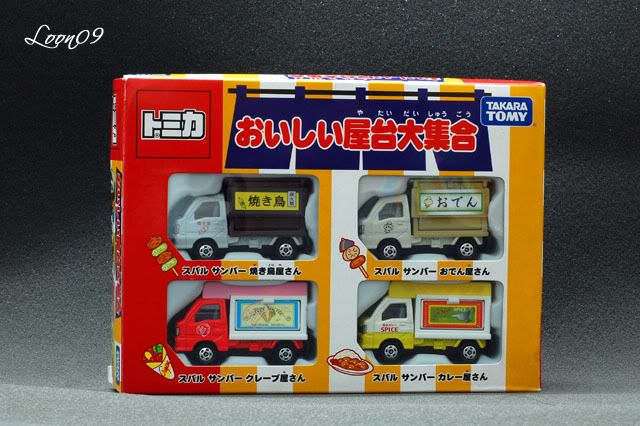 Loon09
トミカ
や たい だい しゅう ごう
おいしい屋台大集合
TAKARA
TOMY
焼き鳥
おでん
スバル サンバー 焼き鳥屋さん
スバル サンバー おでん屋さん
SPICE
SPICE
スバル サンバー クレープ屋さん
スバル サンバー カレー屋さん